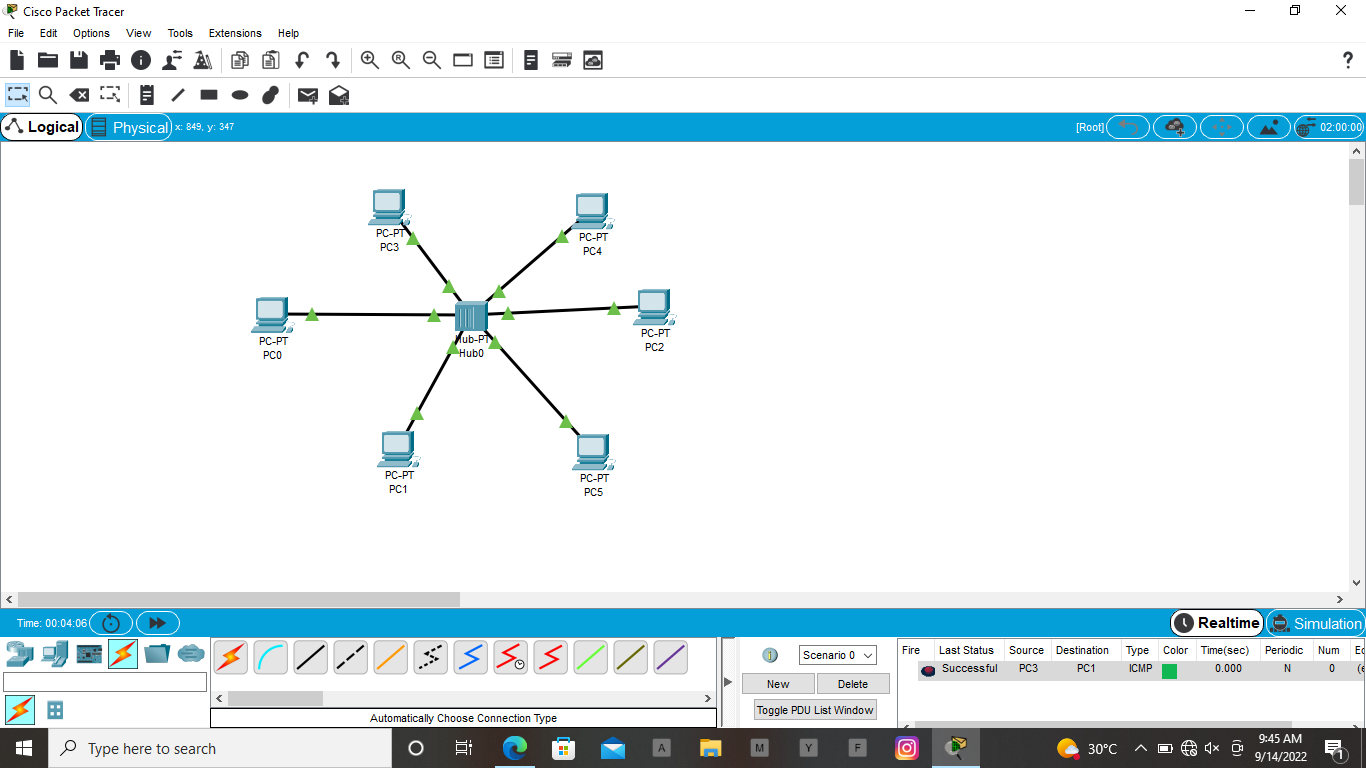 Cisco Packet Tracer
File Edit Options View Tools Extensions Help
?
Logical Physical x: 849, y: 347 [Root] 02:00:00
PC-PT
PC3
PC-PT
PC4
PC-PT
PC0
Hub-PT
Hub0
PC-PT
PC2
PC-PT
PC1
PC-PT
PC5
Time: 00:04:06 Realtime Simulation
Scenario 0
New Delete
Toggle PDU List Window
Fire Last Status Source Destination Type Color Time(sec) Periodic Num Ec
Successful PC3 PC1 ICMP 0.000 N 0 (e
Automatically Choose Connection Type
Type here to search
A
M
Y
F
30°C
9:45 AM
9/14/2022
1